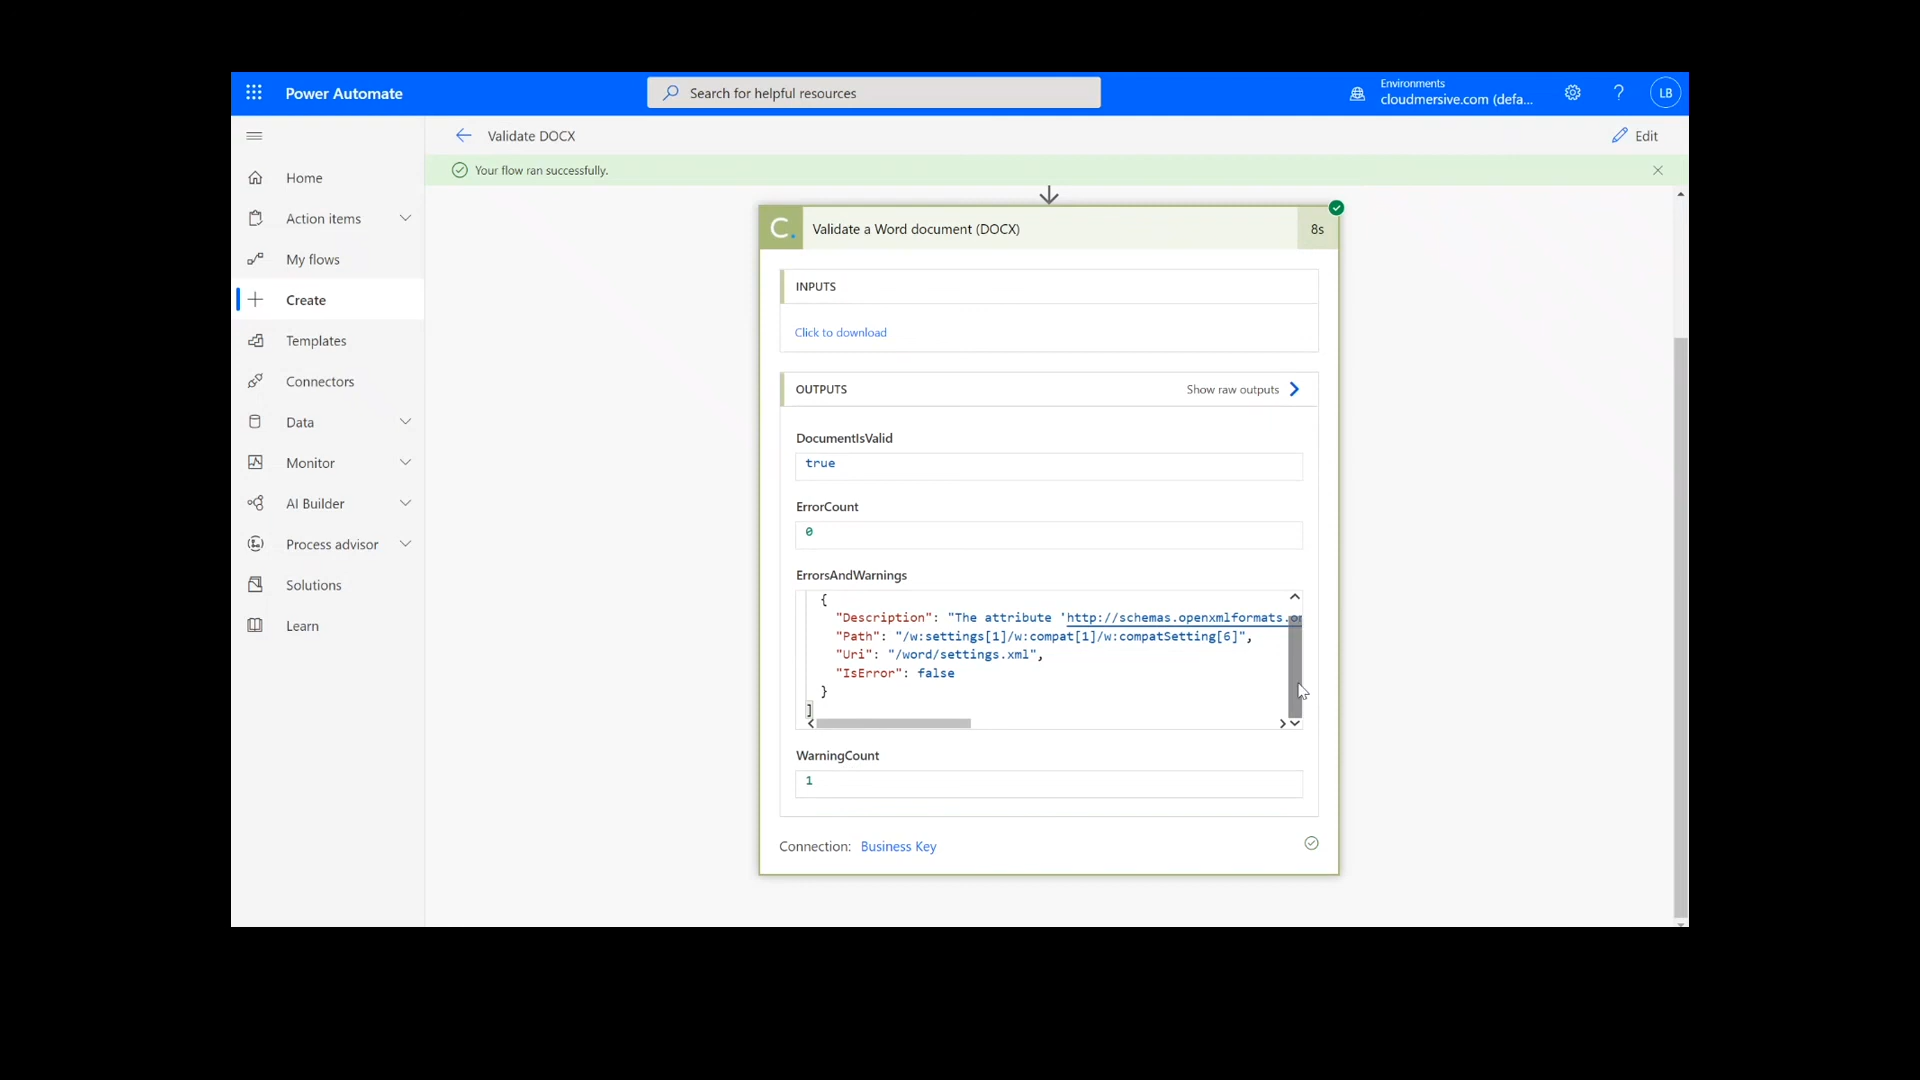 Power Automate
Search for helpful resources
Environments
cloudmersive.com (defa...
?
LB
Validate DOCX
Edit
Your flow ran successfully.
Home
Action items
My flows
Create
Templates
Connectors
Data
Monitor
AI Builder
Process advisor
Solutions
Learn
C.
Validate a Word document (DOCX)
8s
INPUTS
Click to download
OUTPUTS
Show raw outputs
DocumentIsValid
true
ErrorCount
0
ErrorsAndWarnings
{
"Description": "The attribute 'http://schemas.openxmlformats.or
"Path": "/w:settings[1]/w:compat[1]/w:compatSetting[6]",
"Uri": "/word/settings.xml",
"IsError": false
}
]
WarningCount
1
Connection: Business Key